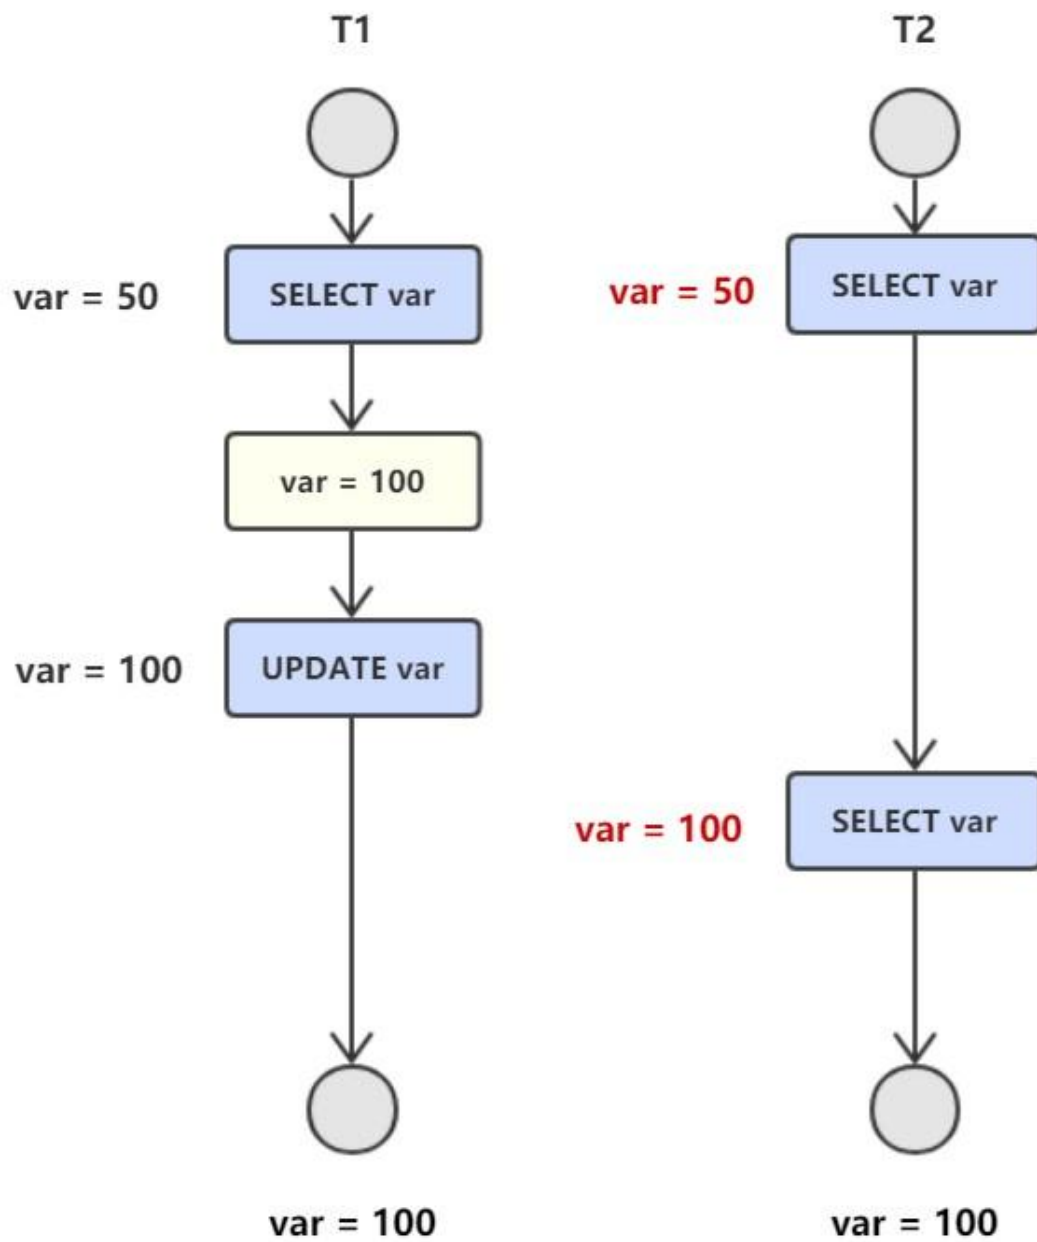 T1
T2
var = 50
SELECT var
var = 50
SELECT var
var = 100
var = 100
UPDATE var
var = 100
SELECT var
var = 100
var = 100